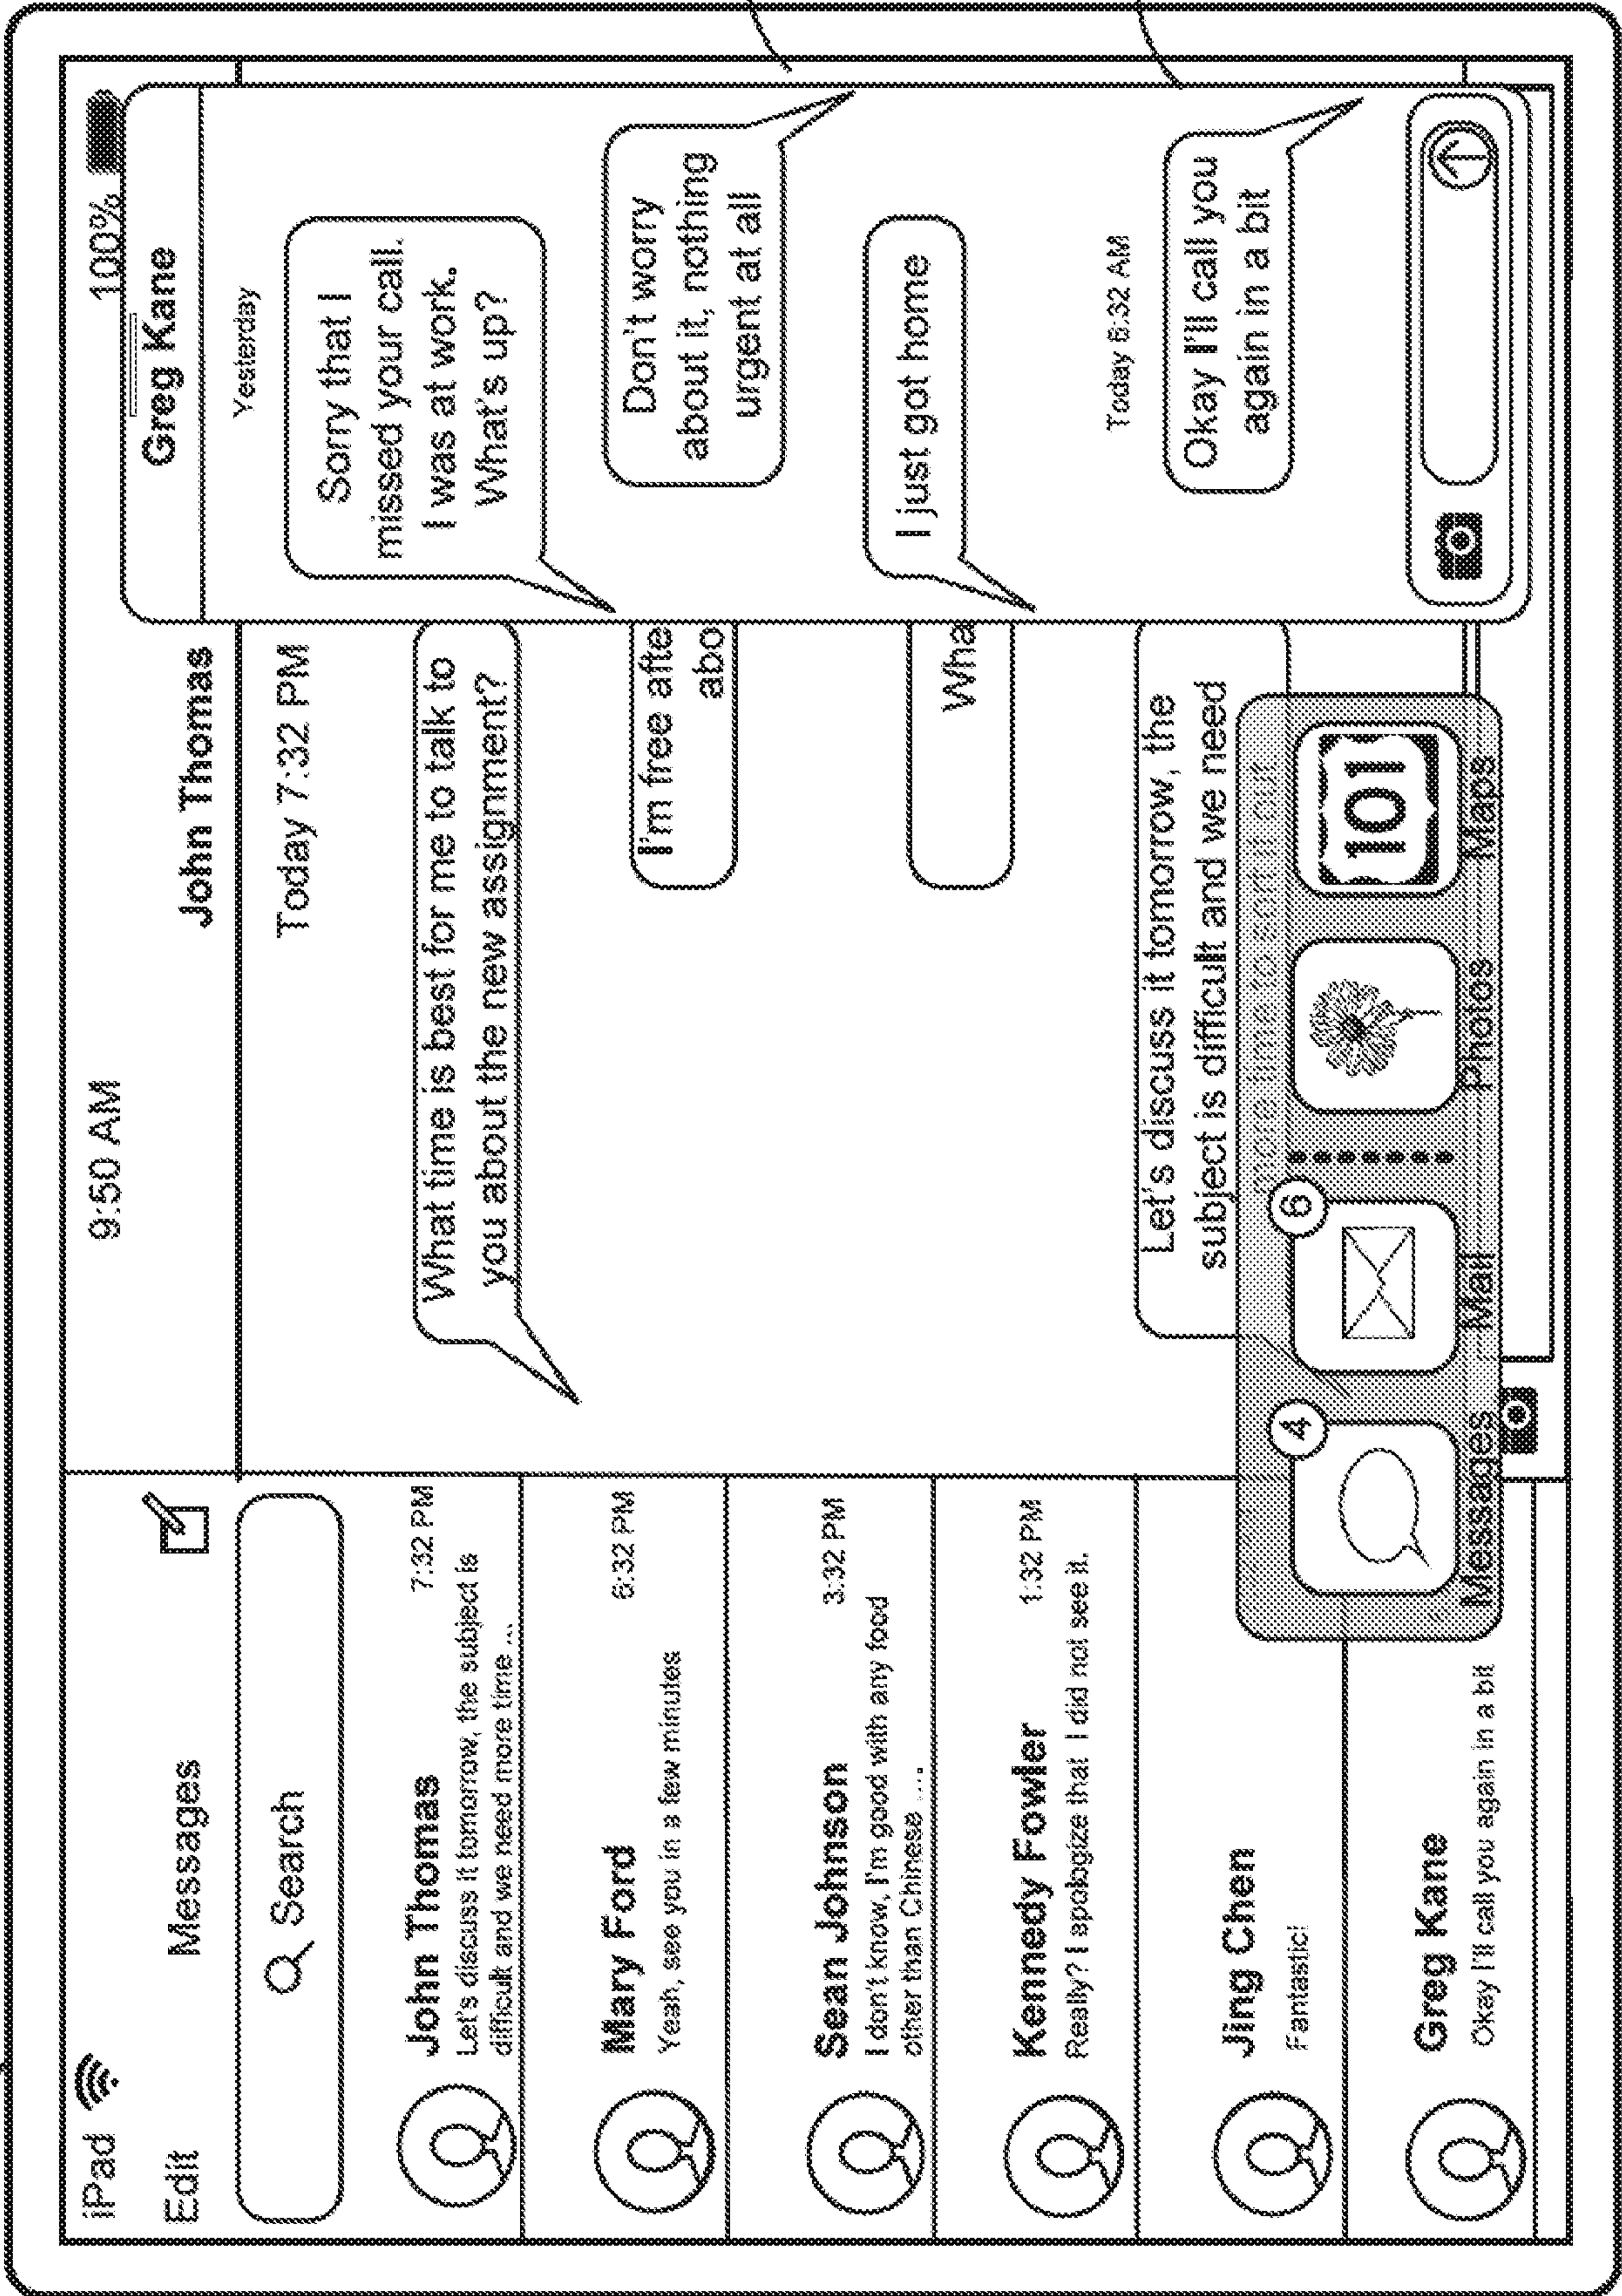 iPad
9:50 AM
100%
Edit
Messages
Search
John Thomas
7:32 PM
Let's discuss it tomorrow, the subject is
difficult and we need more time ...
Mary Ford
6:32 PM
Yeah, see you in a few minutes
Sean Johnson
3:32 PM
I don't know, I'm good with any food
other than Chinese ....
Kennedy Fowler
1:32 PM
Really? I apologize that I did not see it.
Jing Chen
Fantastic!
Greg Kane
Okay I'll call you again in a bit
John Thomas
Today 7:32 PM
What time is best for me to talk to
you about the new assignment?
I'm free afte
abo
Wha
Let's discuss it tomorrow, the
subject is difficult and we need
more time to sort it out
4
6
101
Messages
Mail
Photos
Maps
Greg Kane
Yesterday
Sorry that I
missed your call.
I was at work.
What's up?
Don't worry
about it, nothing
urgent at all
I just got home
Today 6:32 AM
Okay I'll call you
again in a bit